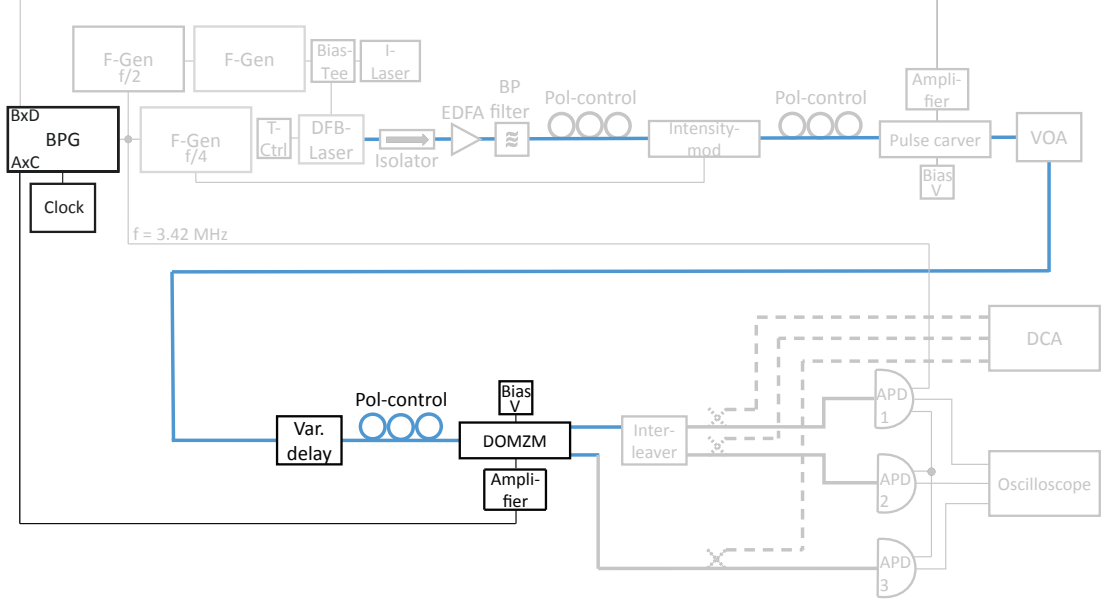 F-Gen
f/2
F-Gen
Bias-
Tee
I-
Laser
BxD
BPG
AxC
Clock
F-Gen
f/4
T-
Ctrl
DFB-
Laser
Isolator
EDFA
BP
filter
Pol-control
Intensity-
mod
Pol-control
Ampli-
fier
Pulse carver
Bias
V
VOA
f = 3.42 MHz
DCA
Var.
delay
Pol-control
Bias
V
DOMZM
Ampli-
fier
Inter-
leaver
APD
1
APD
2
APD
3
Oscilloscope